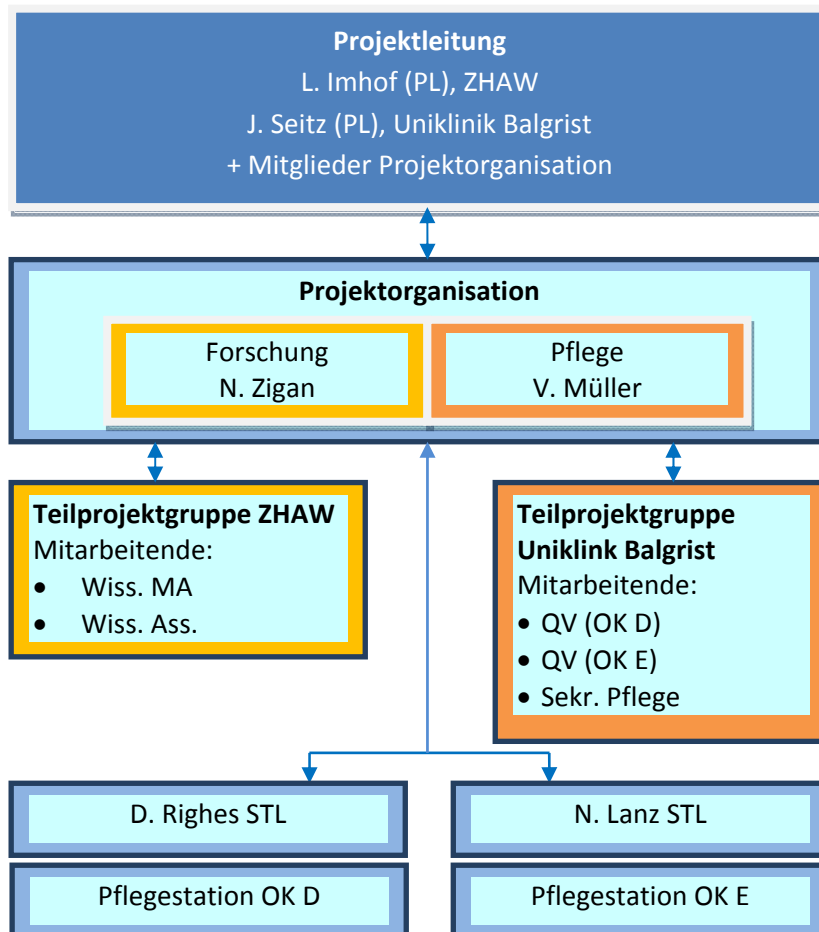 Projektleitung
L. Imhof (PL), ZHAW
J. Seitz (PL), Uniklinik Balgrist
+ Mitglieder Projektorganisation
Projektorganisation
Forschung
N. Zigan
Pflege
V. Müller
Teilprojektgruppe ZHAW
Mitarbeitende:
• Wiss. MA
• Wiss. Ass.
Teilprojektgruppe
Uniklink Balgrist
Mitarbeitende:
• QV (OK D)
• QV (OK E)
• Sekr. Pflege
D. Righes STL
Pflegestation OK D
N. Lanz STL
Pflegestation OK E